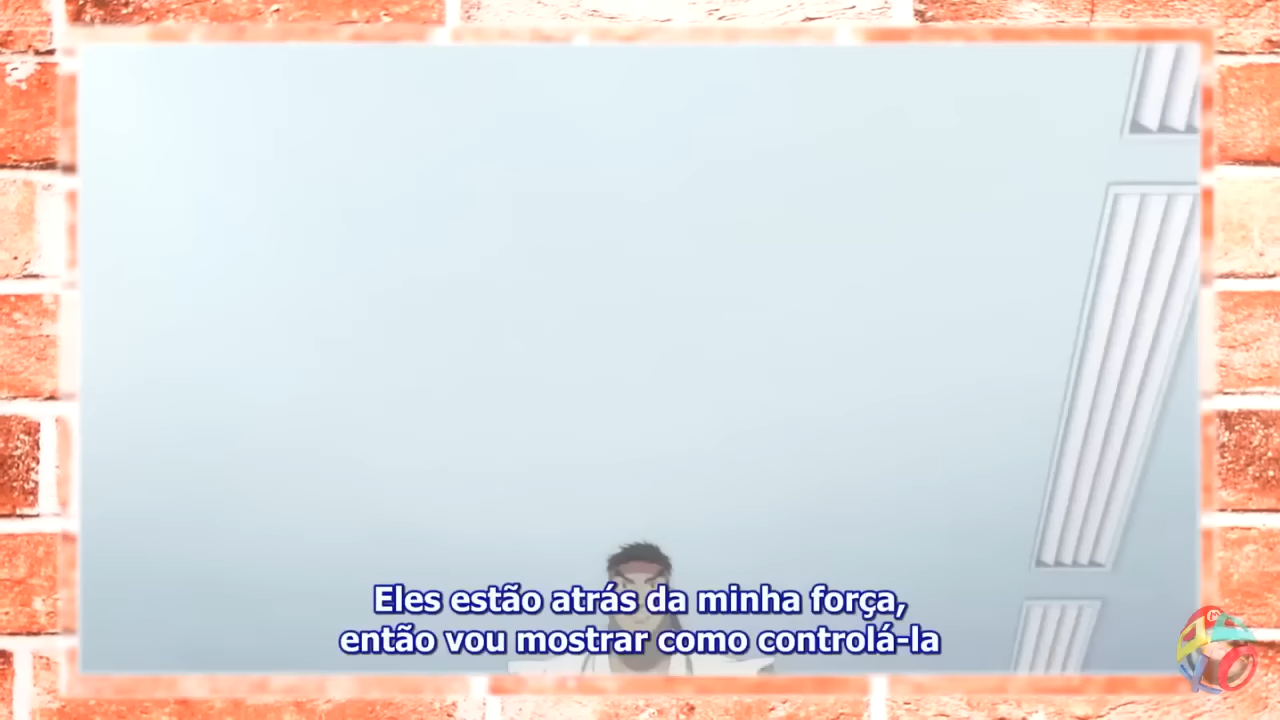 Eles estão atrás da minha força,
então vou mostrar como controlá-la